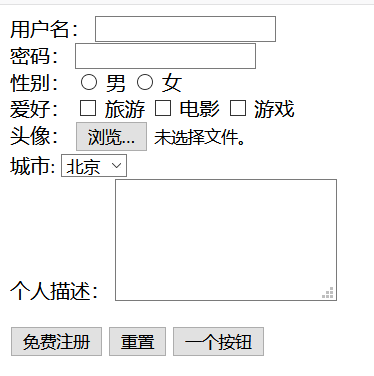 用户名：
密码：
性别： 男 女
爱好： 旅游 电影 游戏
头像： 浏览… 未选择文件。
城市: 北京
个人描述：
免费注册 重置 一个按钮